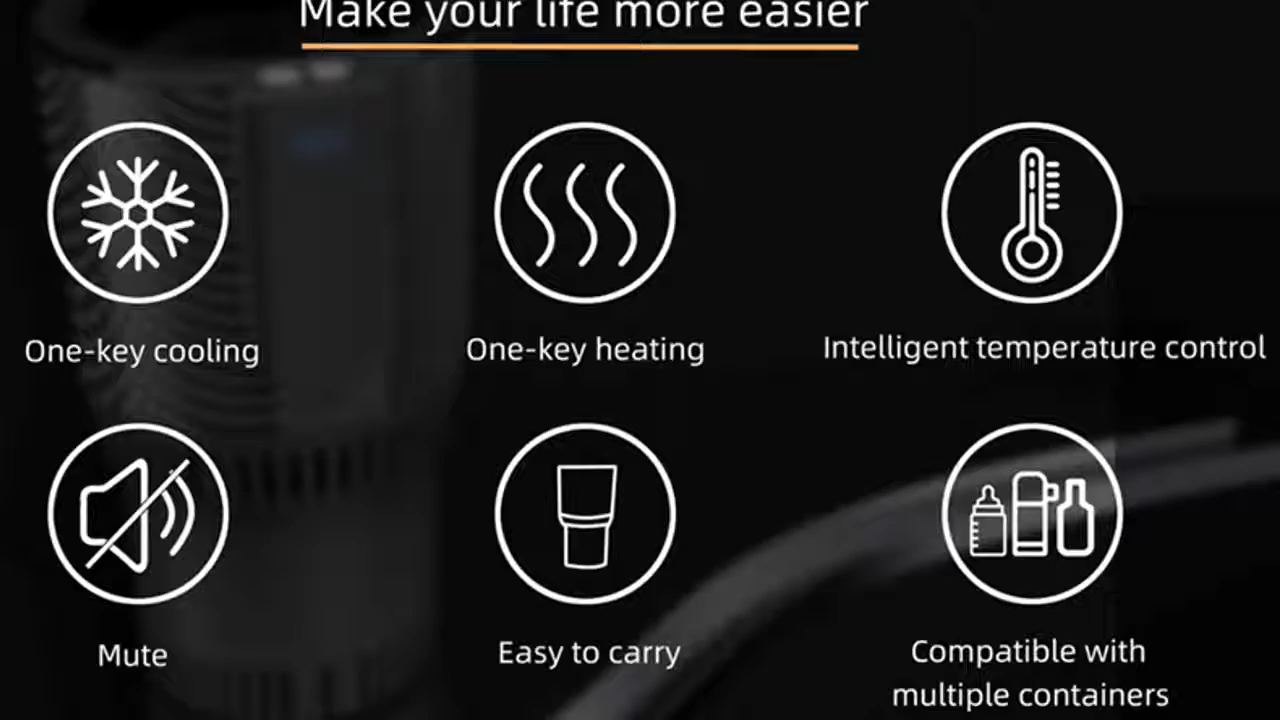 Make your life more easier
One-key cooling
One-key heating
Intelligent temperature control
Mute
Easy to carry
Compatible with
multiple containers